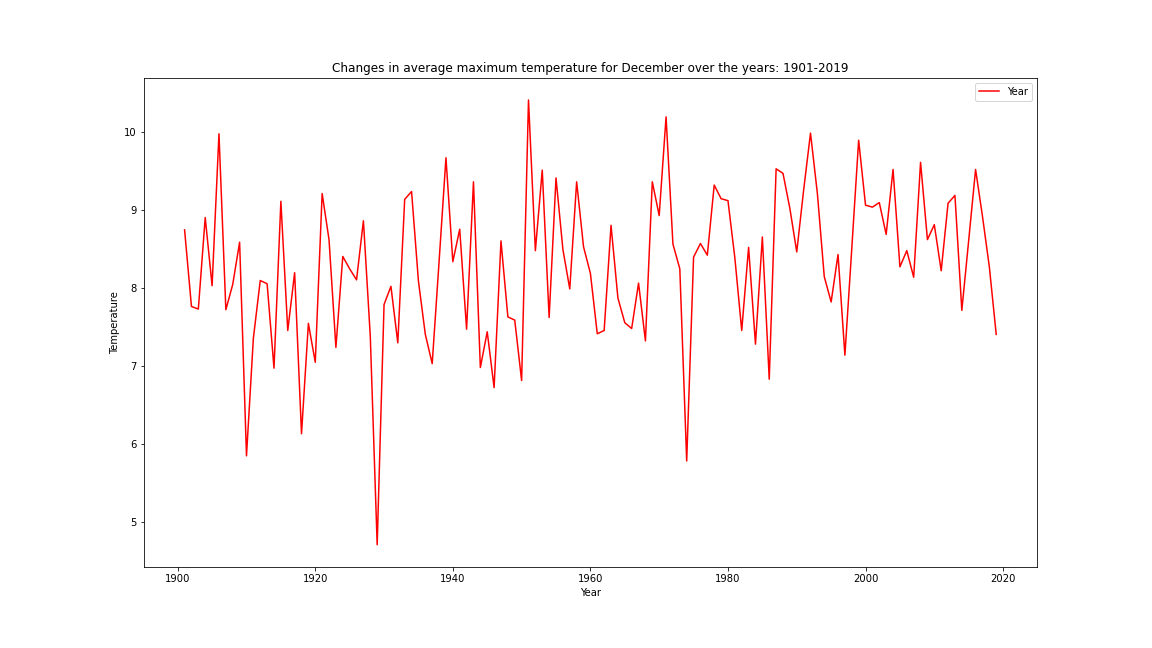 Changes in average maximum temperature for December over the years: 1901-2019
Year
10
9
8
7
6
5
Temperature
1900 1920 1940 1960 1980 2000 2020
Year